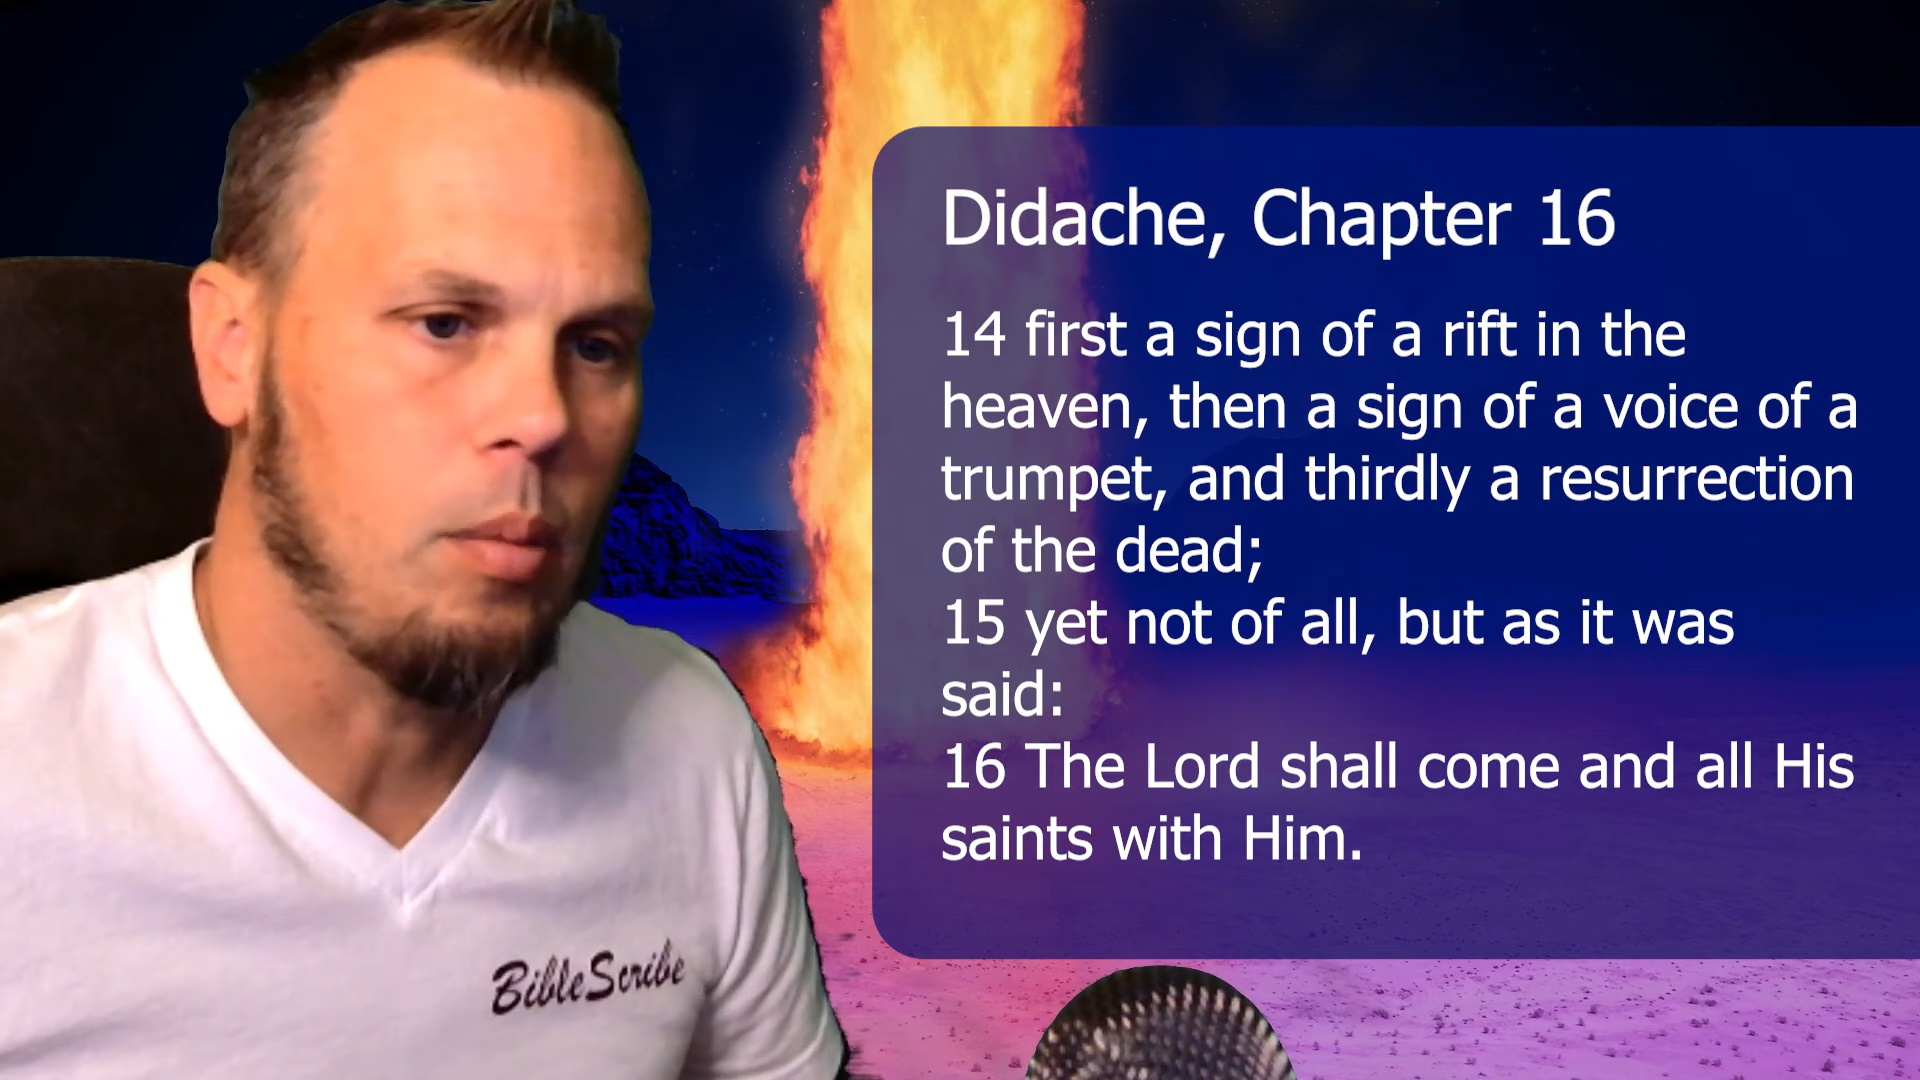 Didache, Chapter 16
14 first a sign of a rift in the
heaven, then a sign of a voice of a
trumpet, and thirdly a resurrection
of the dead;
15 yet not of all, but as it was
said:
16 The Lord shall come and all His
saints with Him.
BibleScribe